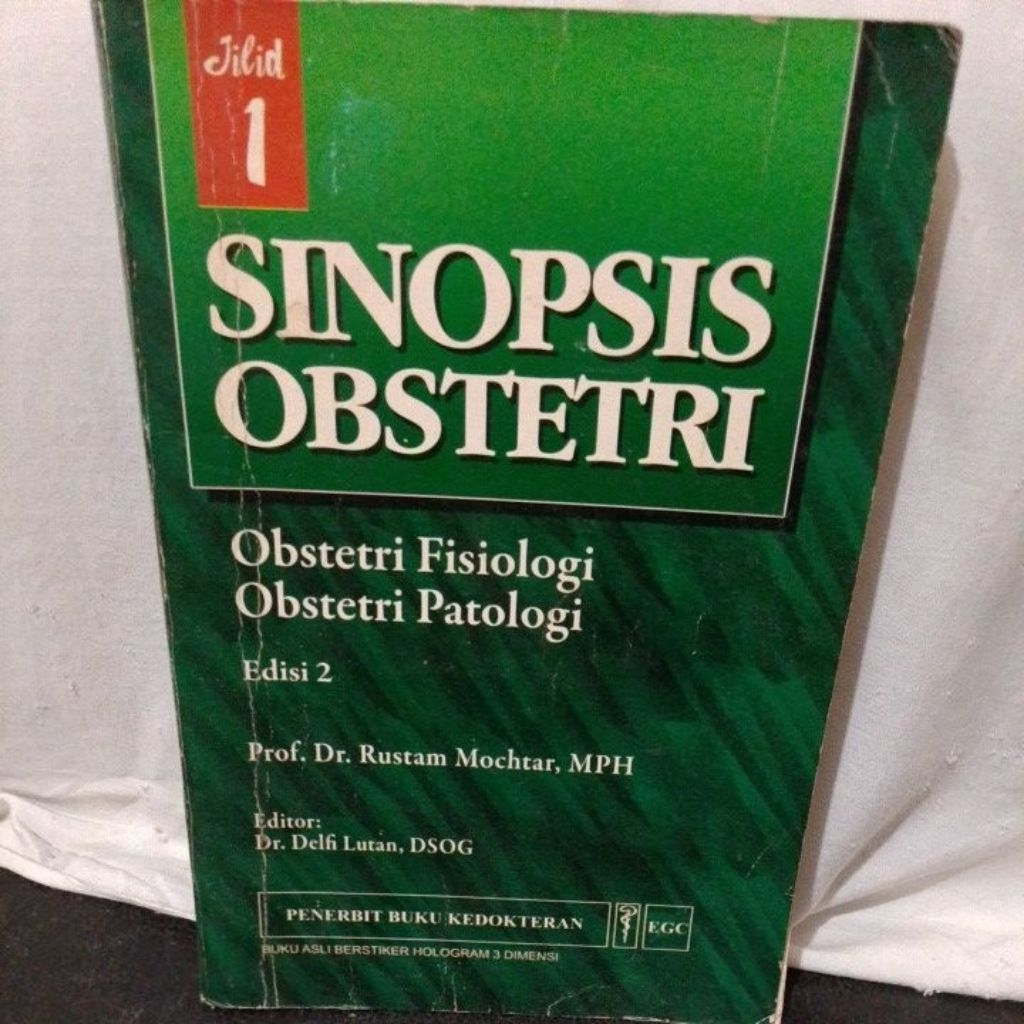 Jilid
1
SINOPSIS
OBSTETRI
Obstetri Fisiologi
Obstetri Patologi
Edisi 2
Prof. Dr. Rustam Mochtar, MPH
Editor:
Dr. Delfi Lutan, DSOG
PENERBIT BUKU KEDOKTERAN EGC
BUKU ASLI BERSTIKER HOLOGRAM 3 DIMENSI